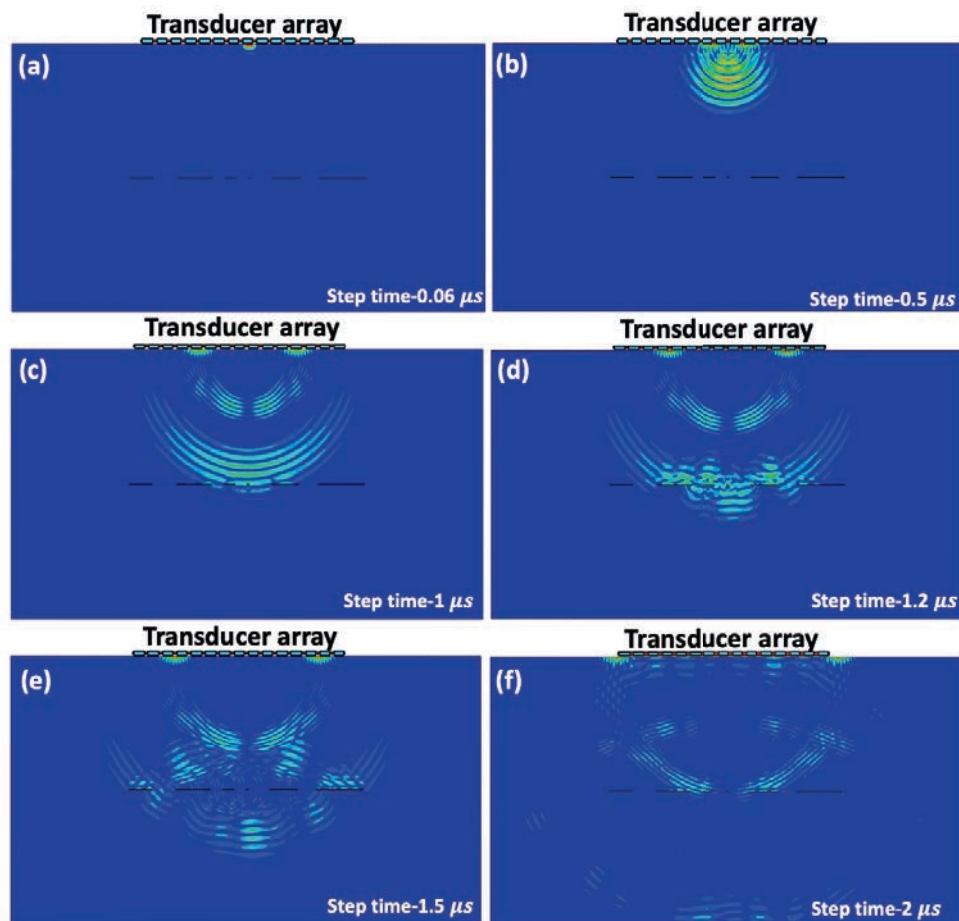 Transducer array
Transducer array
(a)
(b)
Step time-0.06 μs
Step time-0.5 μs
Transducer array
Transducer array
(c)
(d)
Step time-1 μs
Step time-1.2 μs
Transducer array
Transducer array
(e)
(f)
Step time-1.5 μs
Step time-2 μs